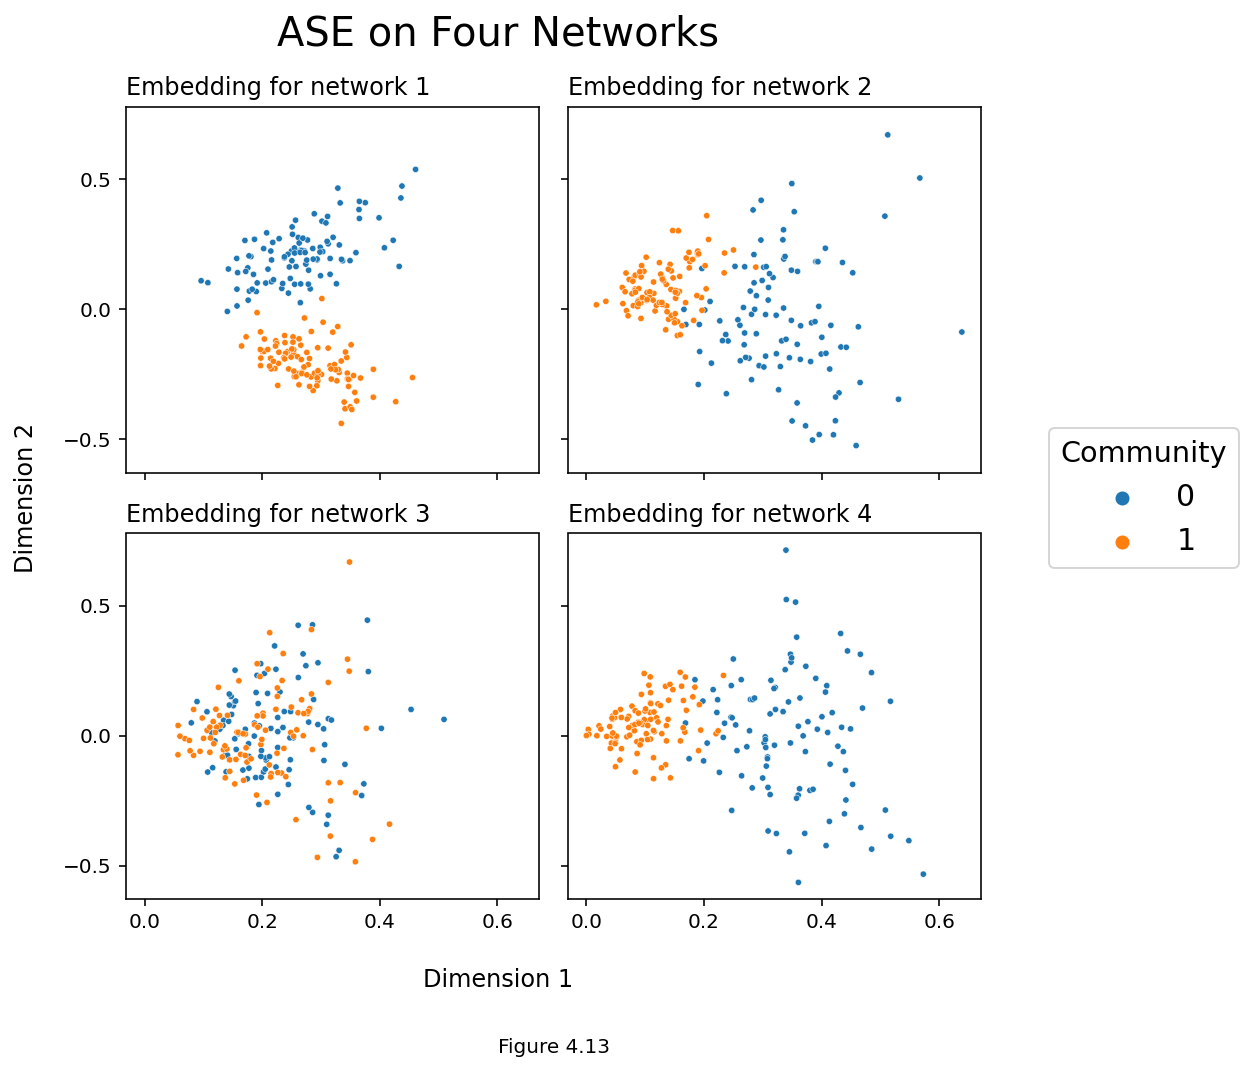 ASE on Four Networks
Embedding for network 1
Embedding for network 2
0.5
0.0
−0.5
Dimension 2
Community
0
1
Embedding for network 3
Embedding for network 4
0.5
0.0
−0.5
0.0 0.2 0.4 0.6
0.0 0.2 0.4 0.6
Dimension 1
Figure 4.13